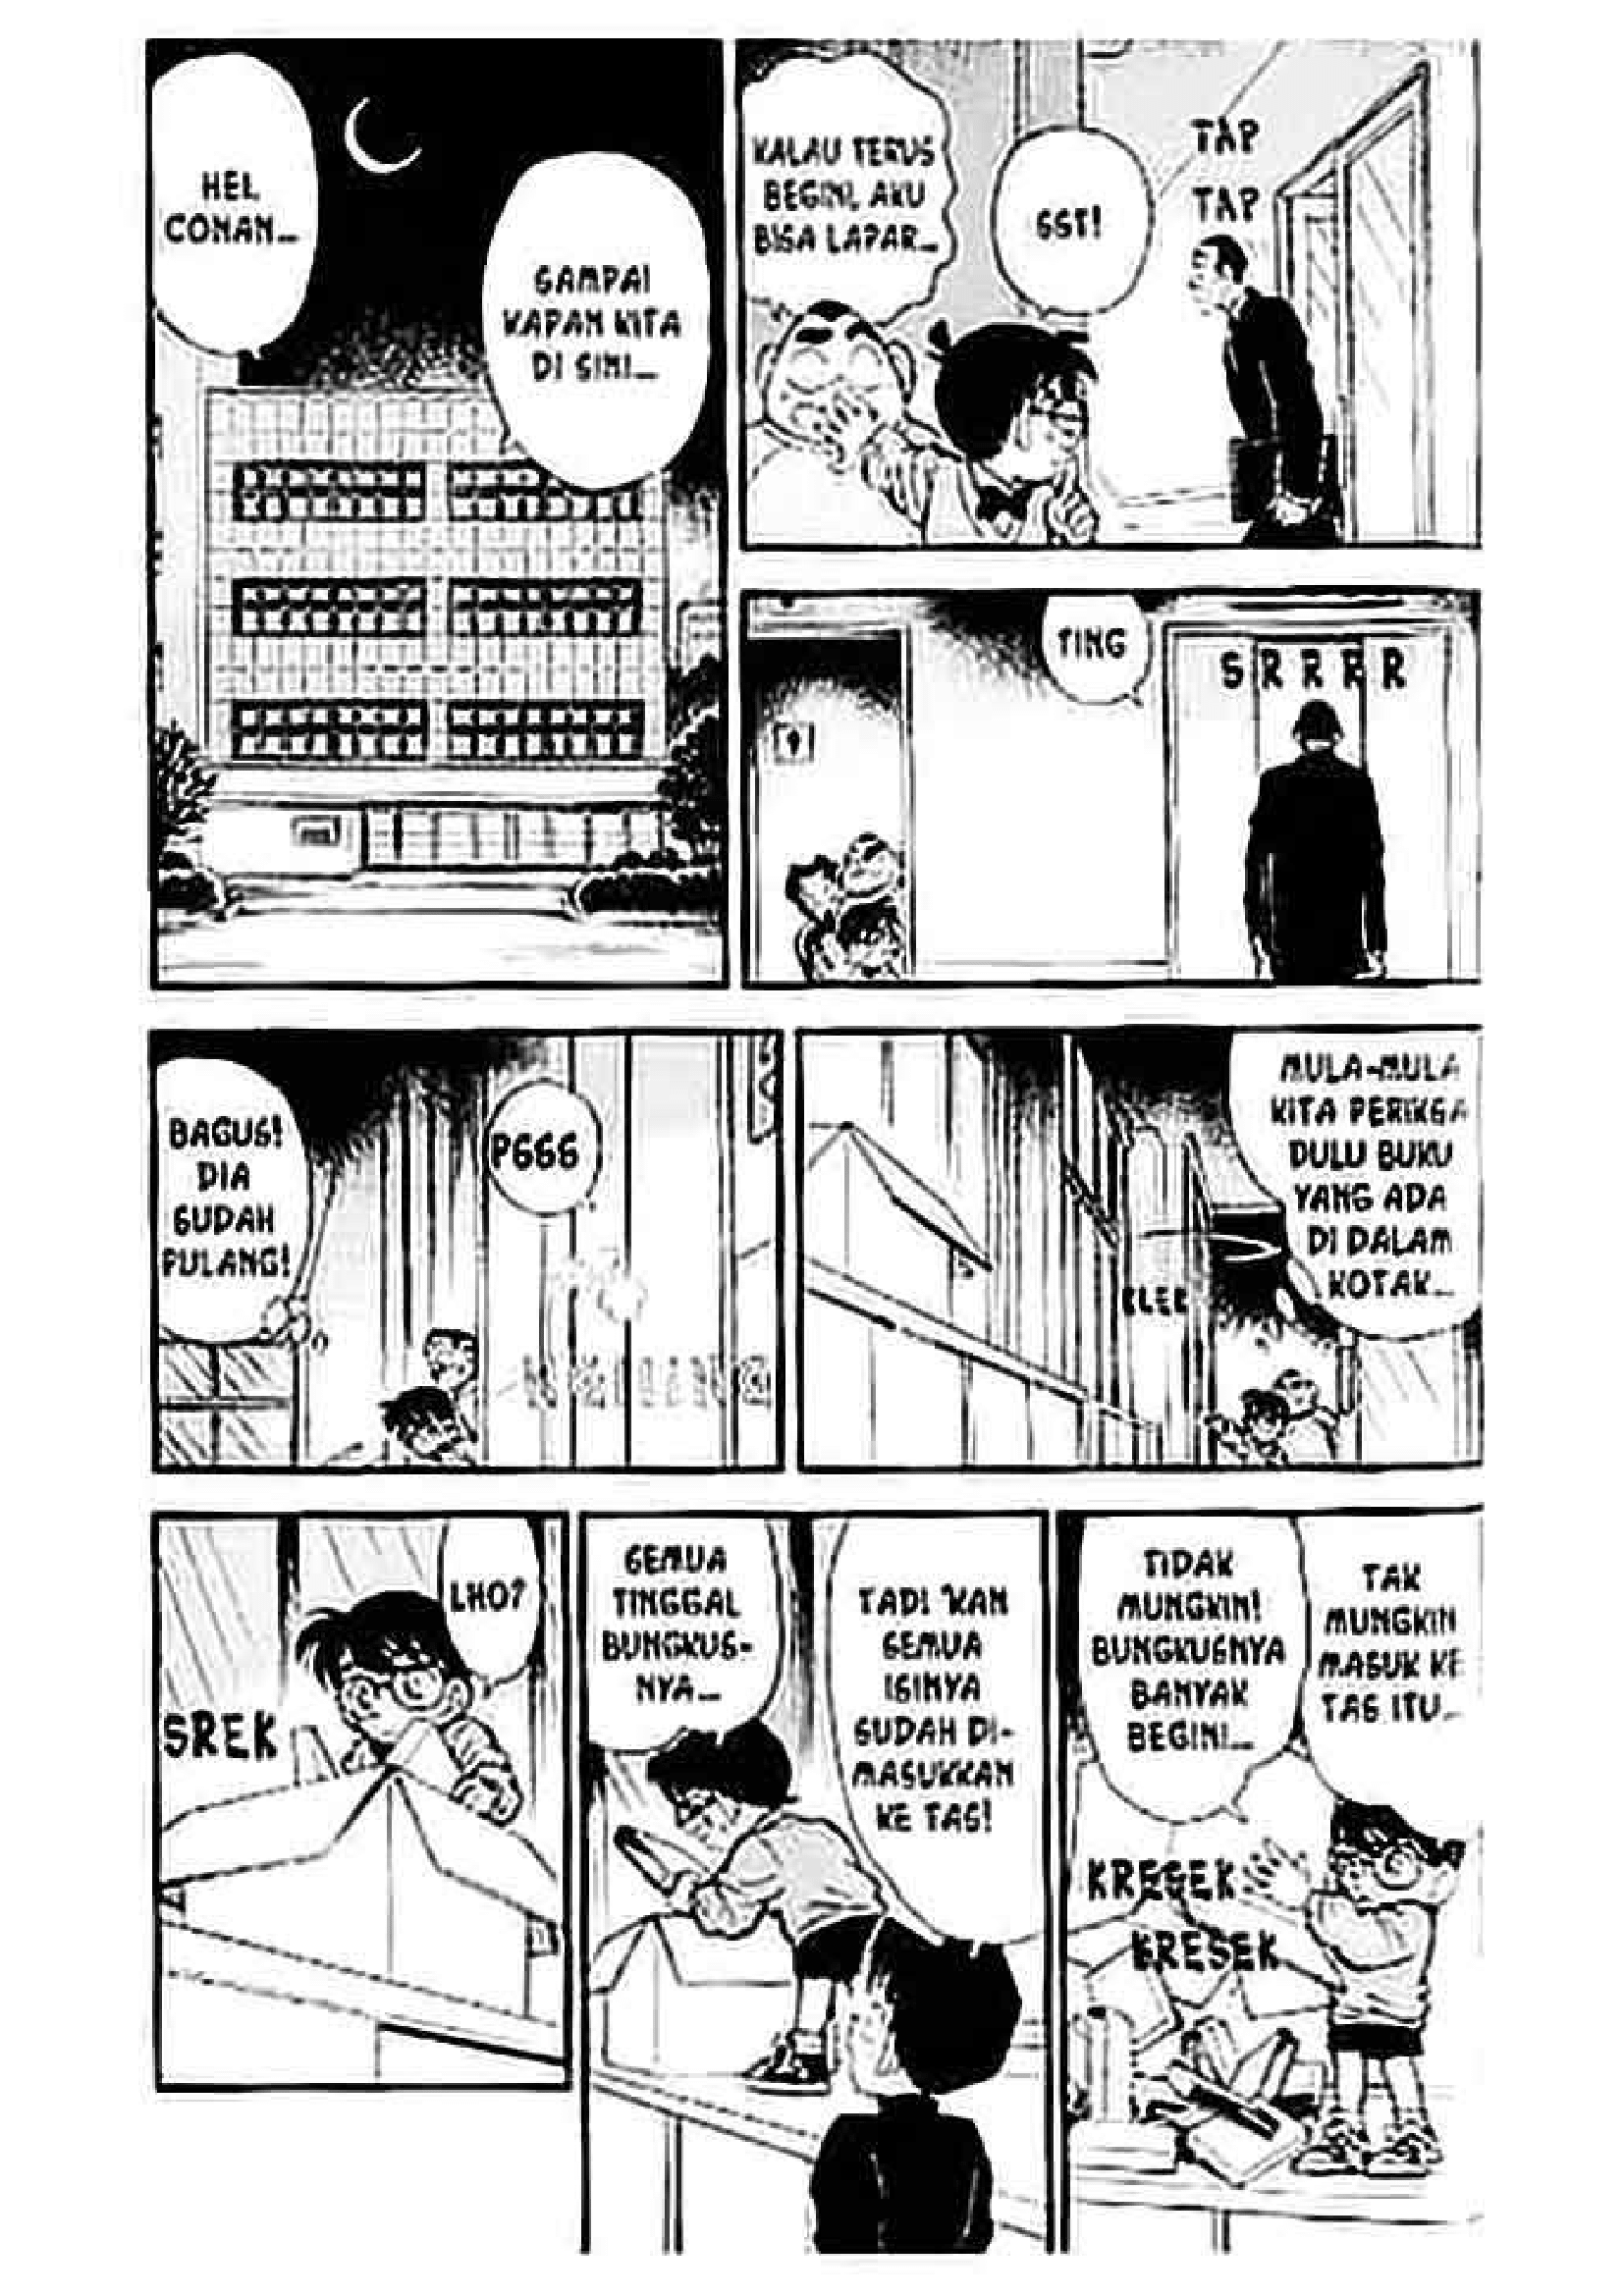 HEI,
CONAN...
SAMPAI
KAPAN KITA
DI SINI...
KALAU TERUS
BEGINI, AKU
BISA LAPAR...
SST!
TAP
TAP
TING
SRRRR
BAGUS!
DIA
SUDAH
PULANG!
PSSS
MULA-MULA
KITA PERIKSA
DULU BUKU
YANG ADA
DI DALAM
KOTAK...
KLEK
LHO?
SREK
SEMUA
TINGGAL
BUNGKUS-
NYA...
TADI 'KAN
SEMUA
ISINYA
SUDAH DI-
MASUKKAN
KE TAS!
TIDAK
MUNGKIN!
BUNGKUSNYA
BANYAK
BEGINI...
TAK
MUNGKIN
MASUK KE
TAS ITU...
KRESEK
KRESEK